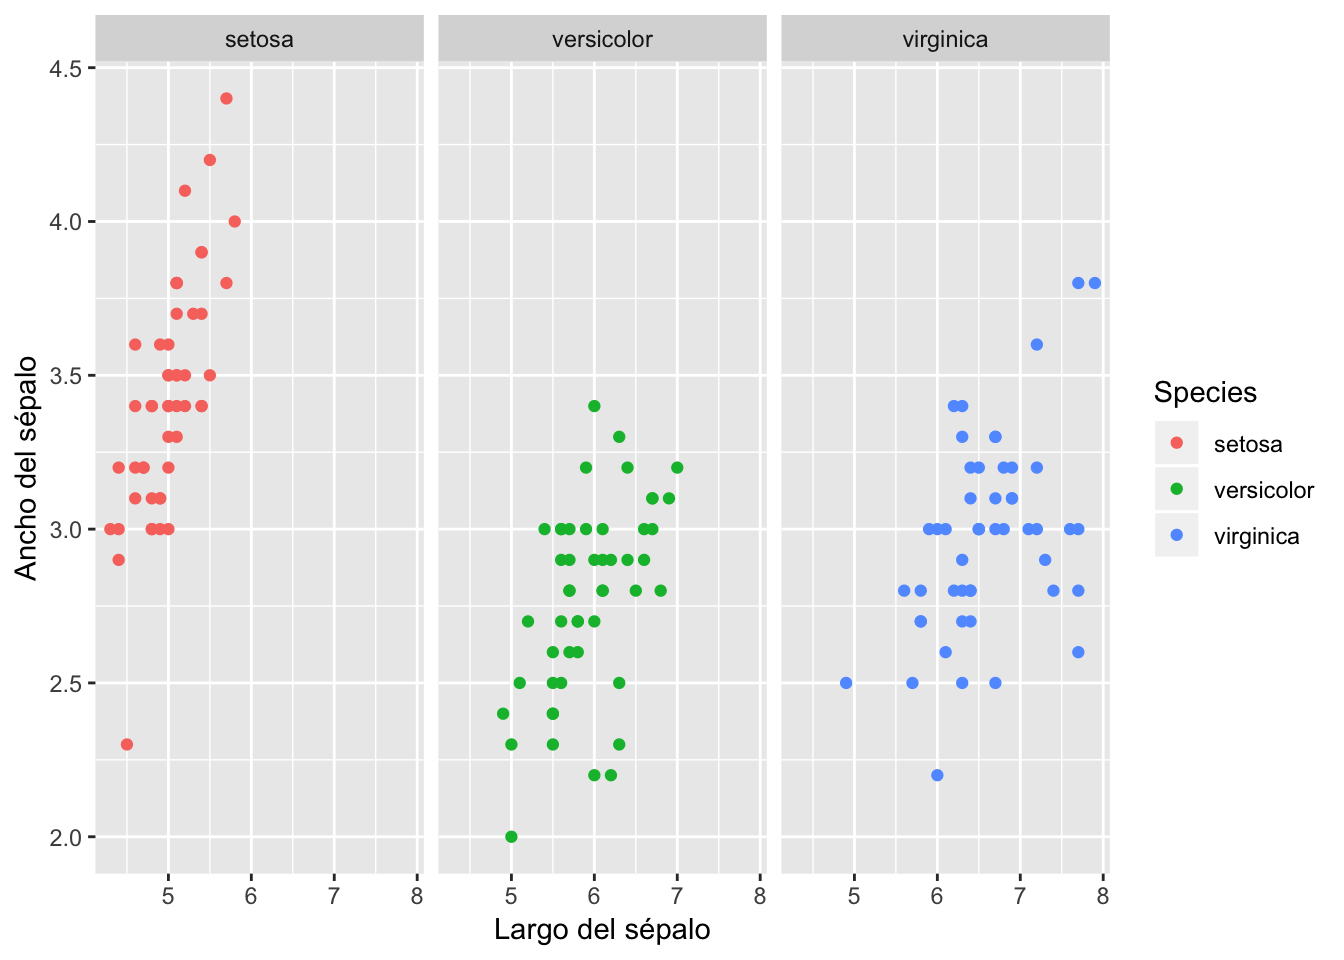 setosa versicolor virginica
4.5
4.0
3.5
3.0
2.5
2.0
Ancho del sépalo
5 6 7 8 5 6 7 8 5 6 7 8
Largo del sépalo
Species
setosa
versicolor
virginica